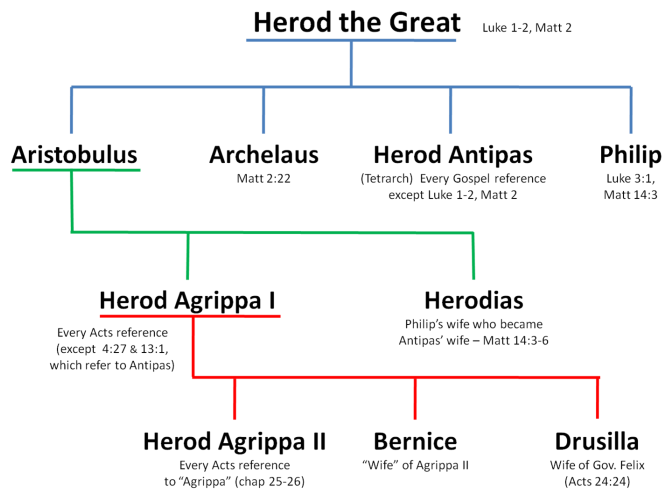 Herod the Great
Luke 1-2, Matt 2
Aristobulus
Archelaus
Matt 2:22
Herod Antipas
(Tetrarch) Every Gospel reference
except Luke 1-2, Matt 2
Philip
Luke 3:1,
Matt 14:3
Herod Agrippa I
Every Acts reference
(except 4:27 & 13:1,
which refer to Antipas)
Herodias
Philip's wife who became
Antipas' wife – Matt 14:3-6
Herod Agrippa II
Every Acts reference
to "Agrippa" (chap 25-26)
Bernice
"Wife" of Agrippa II
Drusilla
Wife of Gov. Felix
(Acts 24:24)